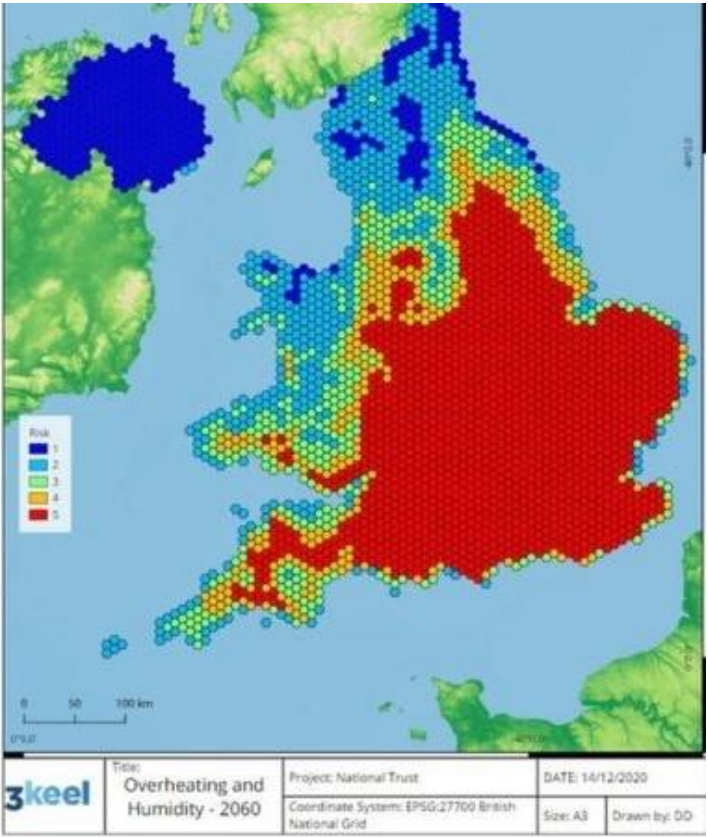 Risk
1
2
3
4
5
0 50 100 km
3keel
Title:
Overheating and
Humidity - 2060
Project: National Trust
Coordinate System: EPSG:27700 British
National Grid
DATE: 14/12/2020
Size: A3
Drawn by: DD